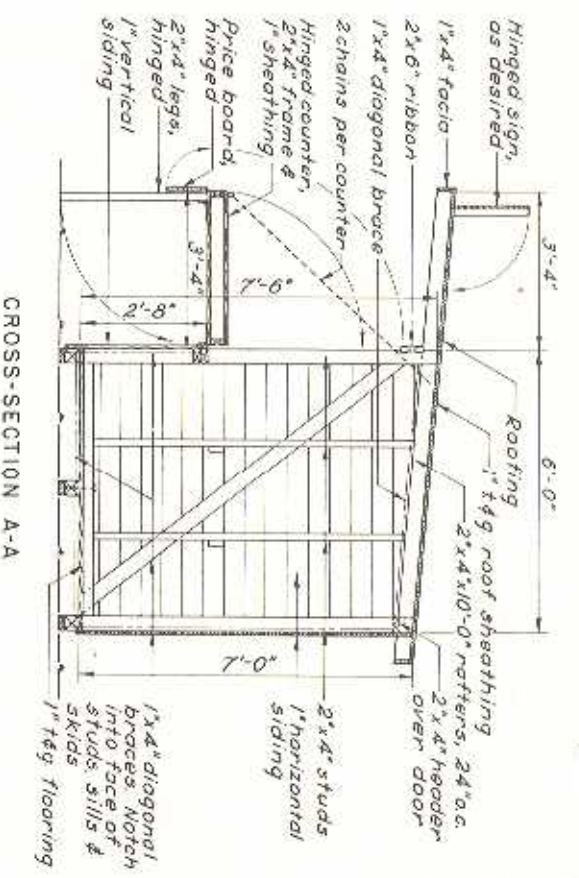 Hinged sign,
as desired
1"x4" facia
2"x6" ribbon
1"x4" diagonal brace
2 chains per counter
Hinged counter,
2"x4" frame &
1" sheathing
Price board,
hinged
2"x4" legs,
hinged
1" vertical
siding
3'-4"
6'-0"
Roofing
1" t&g roof sheathing
2"x4"x10'-0" rafters, 24" o.c.
2"x4" header
over door
7'-6"
3'-4"
2'-8"
7'-0"
2"x4" studs
1" horizontal
siding
1"x4" diagonal
braces Notch
into face of
studs, sills &
skids
1" t&g flooring
CROSS-SECTION A-A